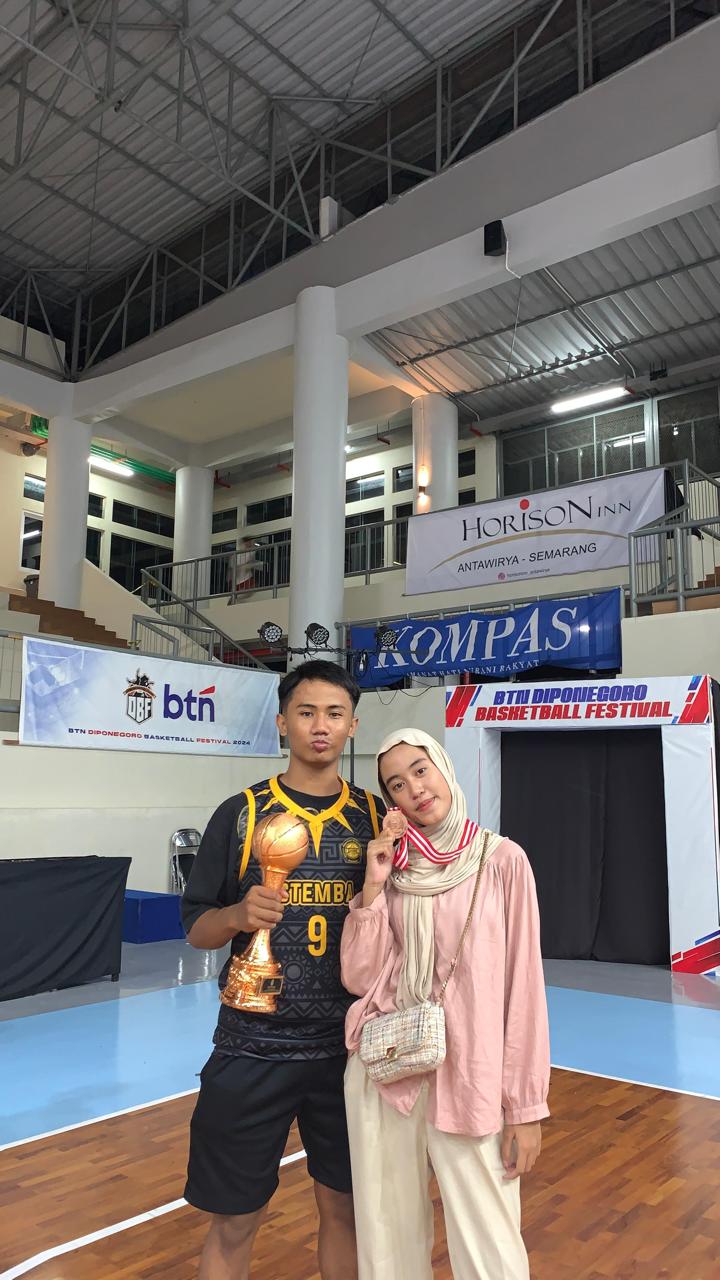 HORISON INN
ANTAWIRYA - SEMARANG
KOMPAS
AMANAT HATI NURANI RAKYAT
DBF btn
BTN DIPONEGORO BASKETBALL FESTIVAL 2024
BTN DIPONEGORO
BASKETBALL FESTIVAL
STEMBA
9